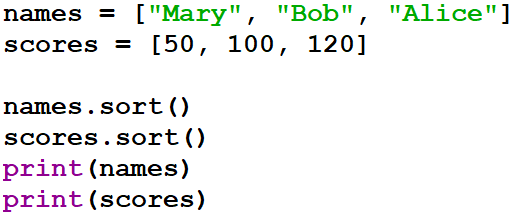 names = ["Mary", "Bob", "Alice"]
scores = [50, 100, 120]
names.sort()
scores.sort()
print(names)
print(scores)